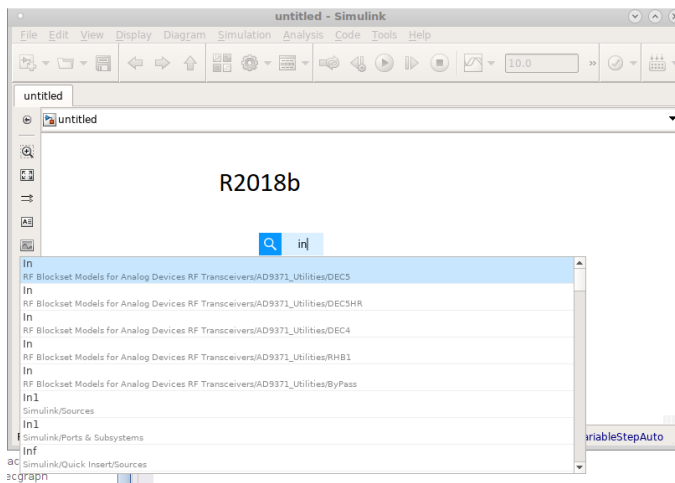 untitled - Simulink
File Edit View Display Diagram Simulation Analysis Code Tools Help
10.0 »
untitled
untitled
R2018b
in
In
RF Blockset Models for Analog Devices RF Transceivers/AD9371_Utilities/DEC5
In
RF Blockset Models for Analog Devices RF Transceivers/AD9371_Utilities/DEC5HR
In
RF Blockset Models for Analog Devices RF Transceivers/AD9371_Utilities/DEC4
In
RF Blockset Models for Analog Devices RF Transceivers/AD9371_Utilities/RHB1
In
RF Blockset Models for Analog Devices RF Transceivers/AD9371_Utilities/ByPass
In1
Simulink/Sources
In1
Simulink/Ports & Subsystems
ariableStepAuto
Inf
Simulink/Quick Insert/Sources
ac
ecgraph